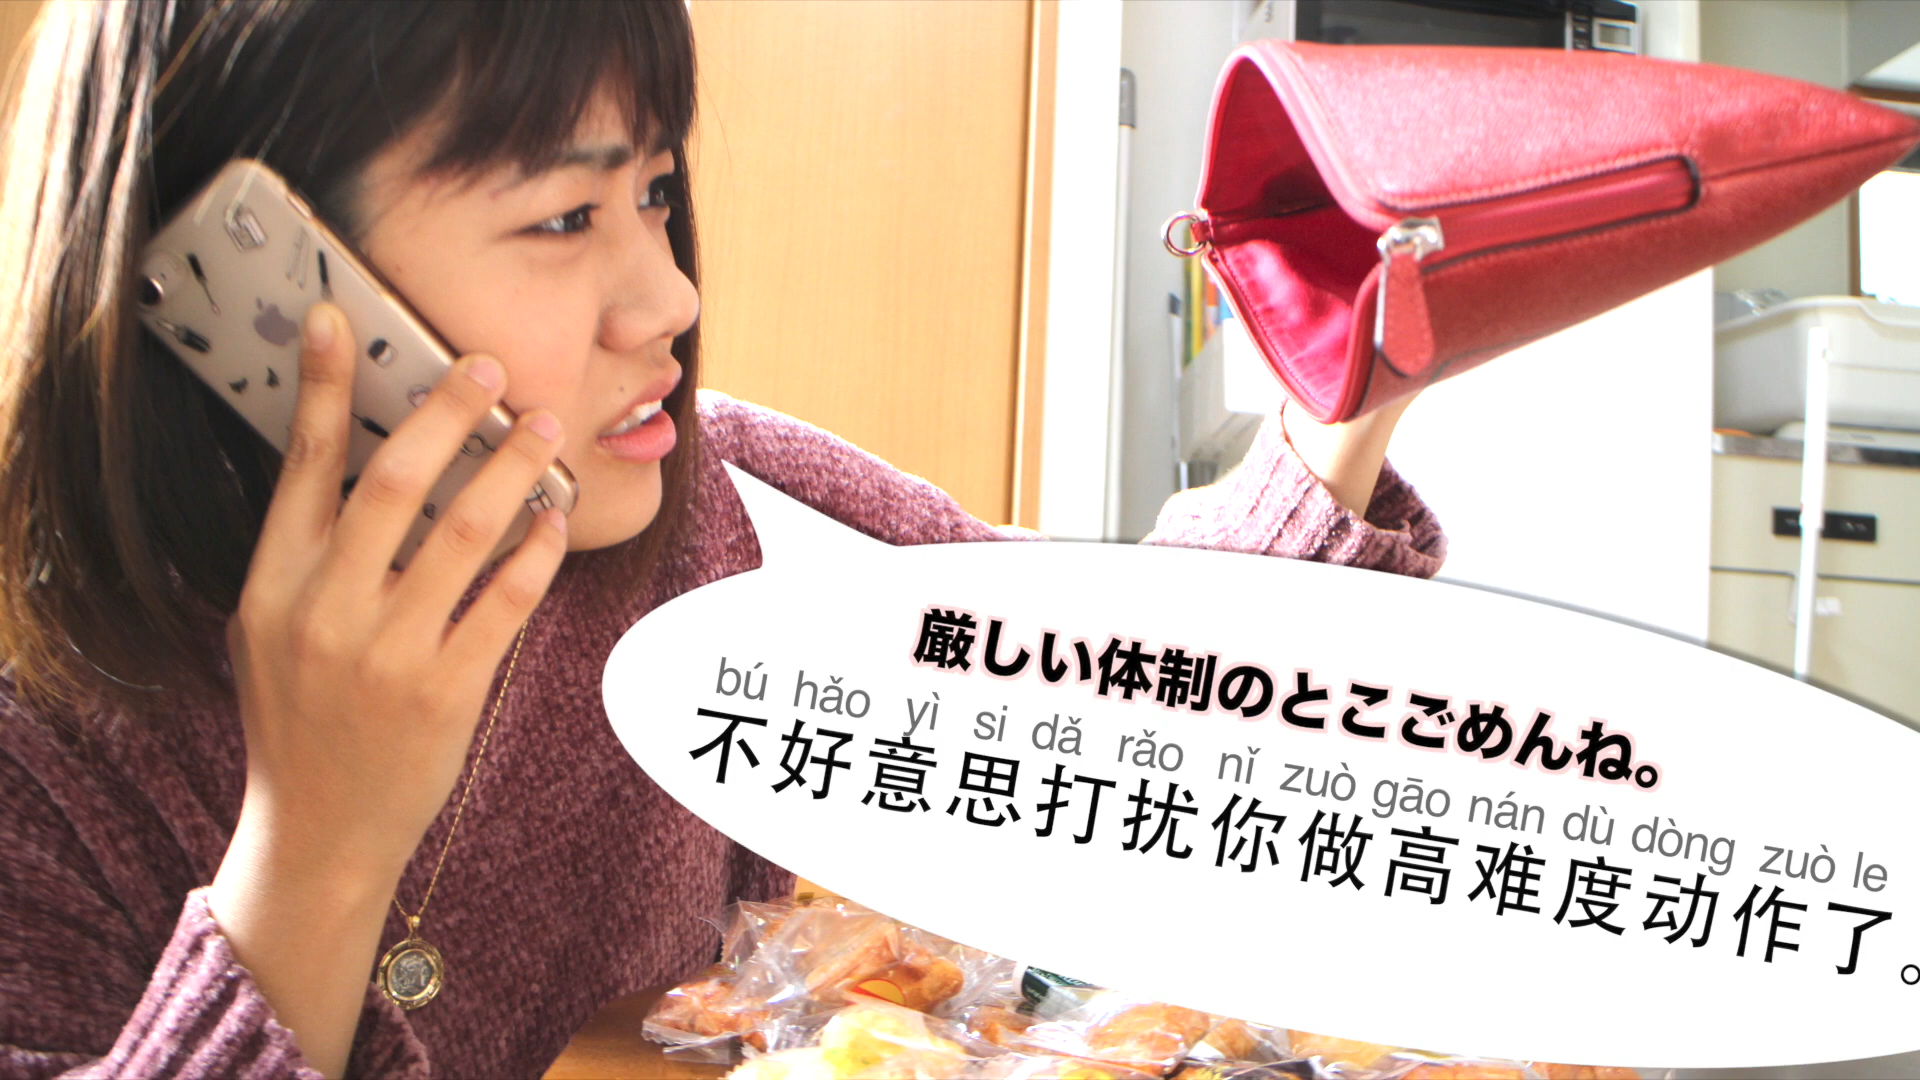 厳しい体制のとこごめんね。
bú hǎo yì si dǎ rǎo nǐ zuò gāo nán dù dòng zuò le
不好意思打扰你做高难度动作了。